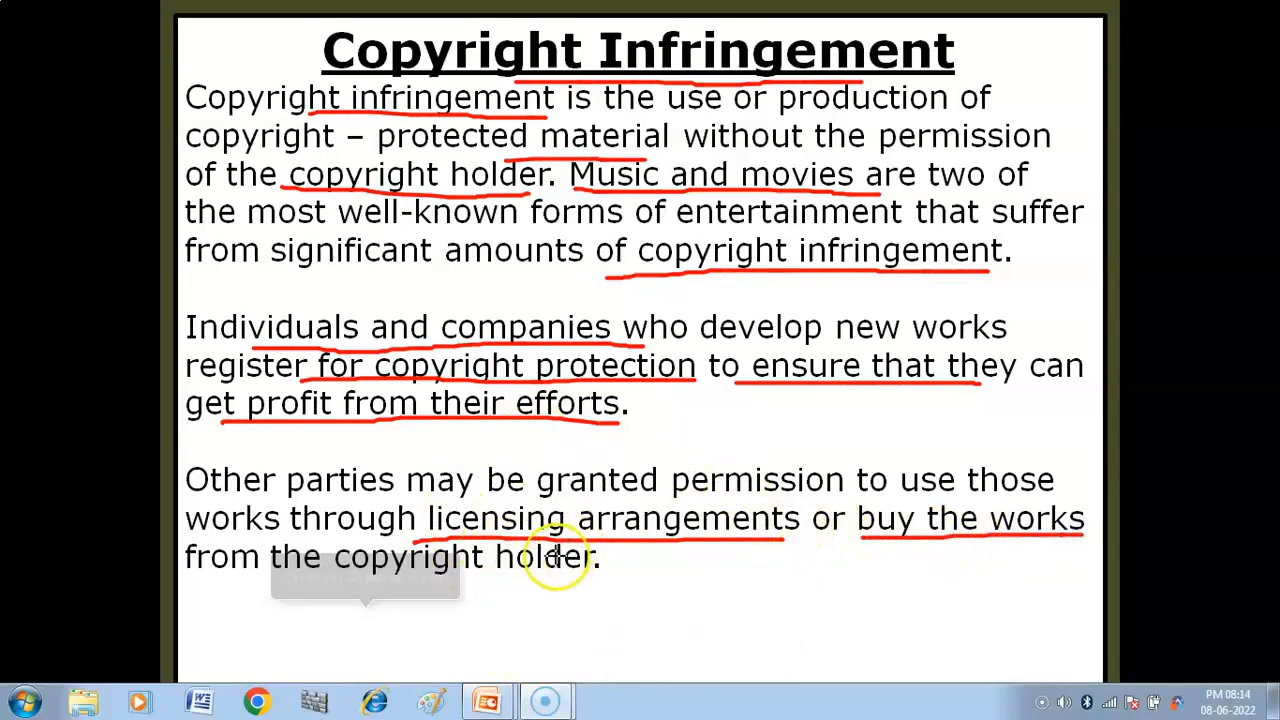 Copyright Infringement
Copyright infringement is the use or production of
copyright – protected material without the permission
of the copyright holder. Music and movies are two of
the most well-known forms of entertainment that suffer
from significant amounts of copyright infringement.
Individuals and companies who develop new works
register for copyright protection to ensure that they can
get profit from their efforts.
Other parties may be granted permission to use those
works through licensing arrangements or buy the works
from the copyright holder.
PM 08:14
08-06-2022